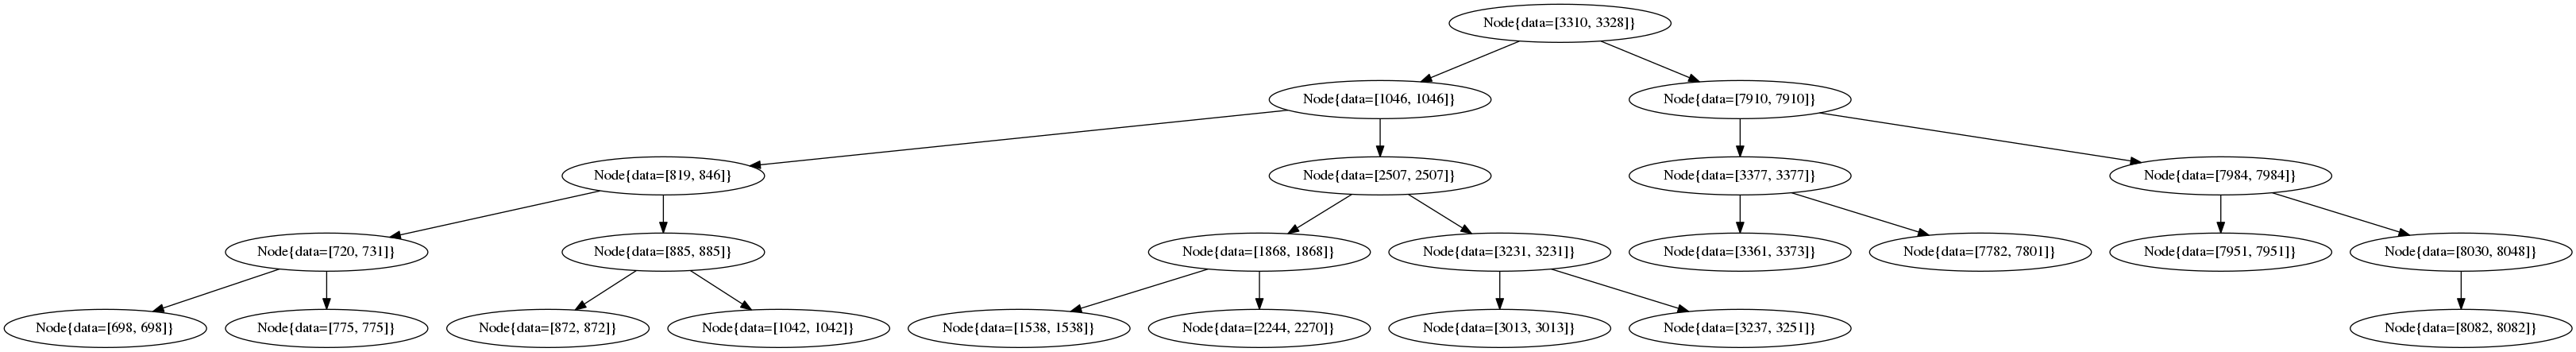 Node{data=[3310, 3328]}
Node{data=[1046, 1046]}
Node{data=[7910, 7910]}
Node{data=[819, 846]}
Node{data=[2507, 2507]}
Node{data=[3377, 3377]}
Node{data=[7984, 7984]}
Node{data=[720, 731]}
Node{data=[885, 885]}
Node{data=[1868, 1868]}
Node{data=[3231, 3231]}
Node{data=[3361, 3373]}
Node{data=[7782, 7801]}
Node{data=[7951, 7951]}
Node{data=[8030, 8048]}
Node{data=[698, 698]}
Node{data=[775, 775]}
Node{data=[872, 872]}
Node{data=[1042, 1042]}
Node{data=[1538, 1538]}
Node{data=[2244, 2270]}
Node{data=[3013, 3013]}
Node{data=[3237, 3251]}
Node{data=[8082, 8082]}